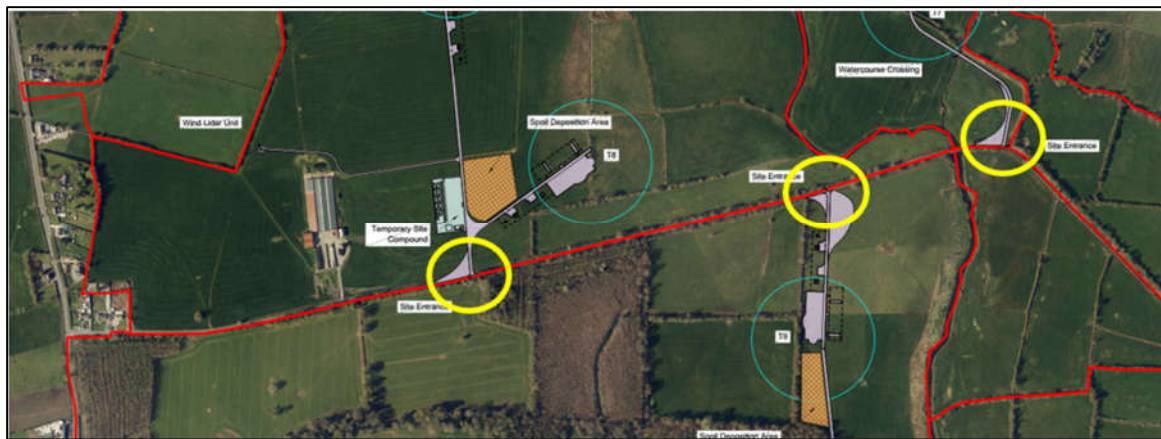 T7
Watercourse Crossing
Wind Lidar Unit
Spoil Deposition Area
T8
Site Entrance
Site Entrance
Temporary Site
Compound
Site Entrance
T9
Spoil Deposition Area